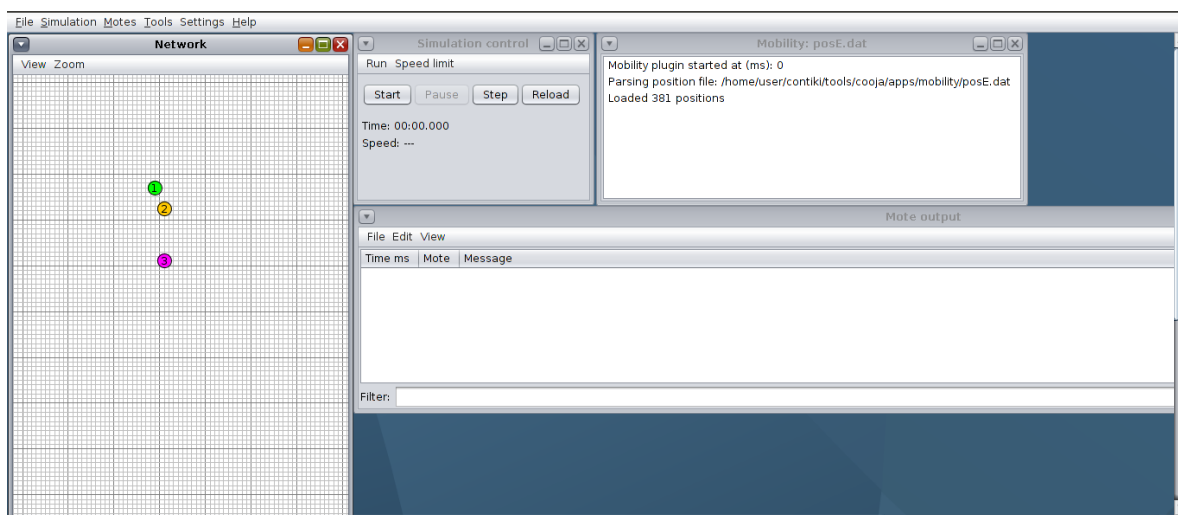 File Simulation Motes Tools Settings Help
Network
View Zoom
1
2
3
Simulation control
Run Speed limit
Start Pause Step Reload
Time: 00:00.000
Speed: ---
Mobility: posE.dat
Mobility plugin started at (ms): 0
Parsing position file: /home/user/contiki/tools/cooja/apps/mobility/posE.dat
Loaded 381 positions
Mote output
File Edit View
Time ms Mote Message
Filter: